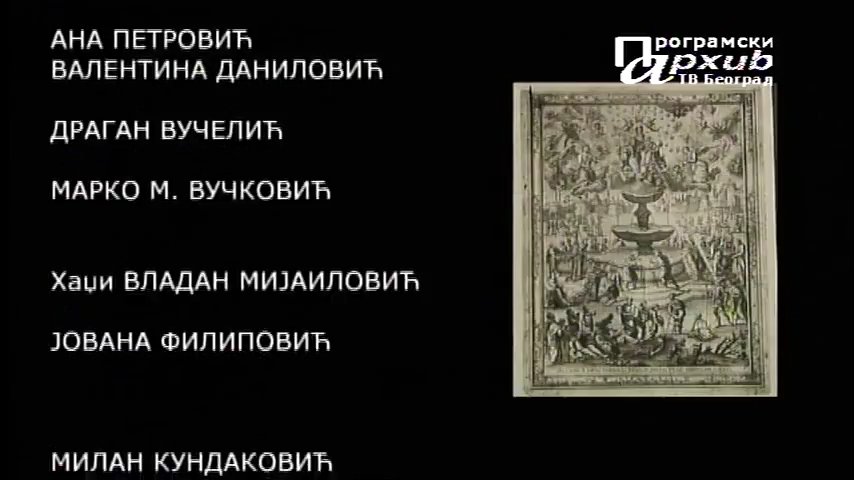 АНА ПЕТРОВИЋ
ВАЛЕНТИНА ДАНИЛОВИЋ
ДРАГАН ВУЧЕЛИЋ
МАРКО М. ВУЧКОВИЋ
Хаџи ВЛАДАН МИЈАИЛОВИЋ
ЈОВАНА ФИЛИПОВИЋ
МИЛАН КУНДАКОВИЋ
Програмски
Архив
ТВ Београд